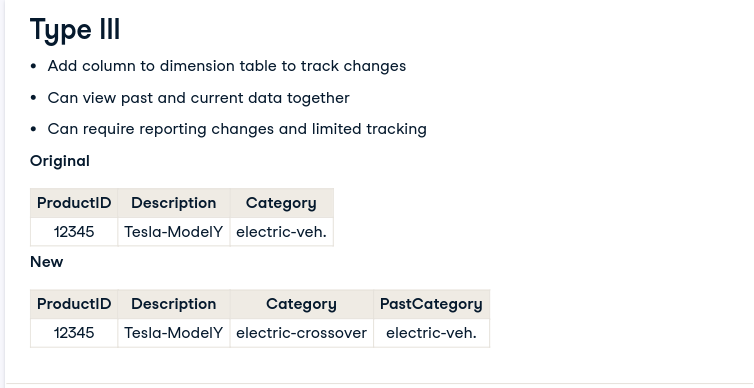 Type III
• Add column to dimension table to track changes
• Can view past and current data together
• Can require reporting changes and limited tracking
Original
ProductID Description Category
12345 Tesla-ModelY electric-veh.
New
ProductID Description Category PastCategory
12345 Tesla-ModelY electric-crossover electric-veh.